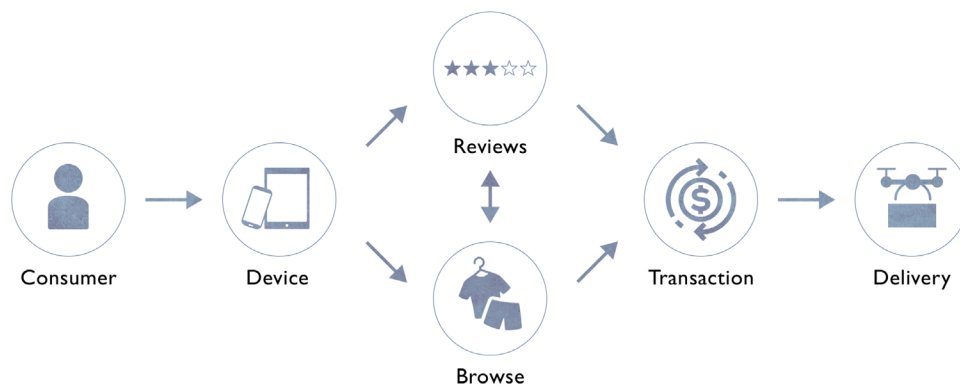 Reviews
Consumer
Device
Transaction
Delivery
Browse
$